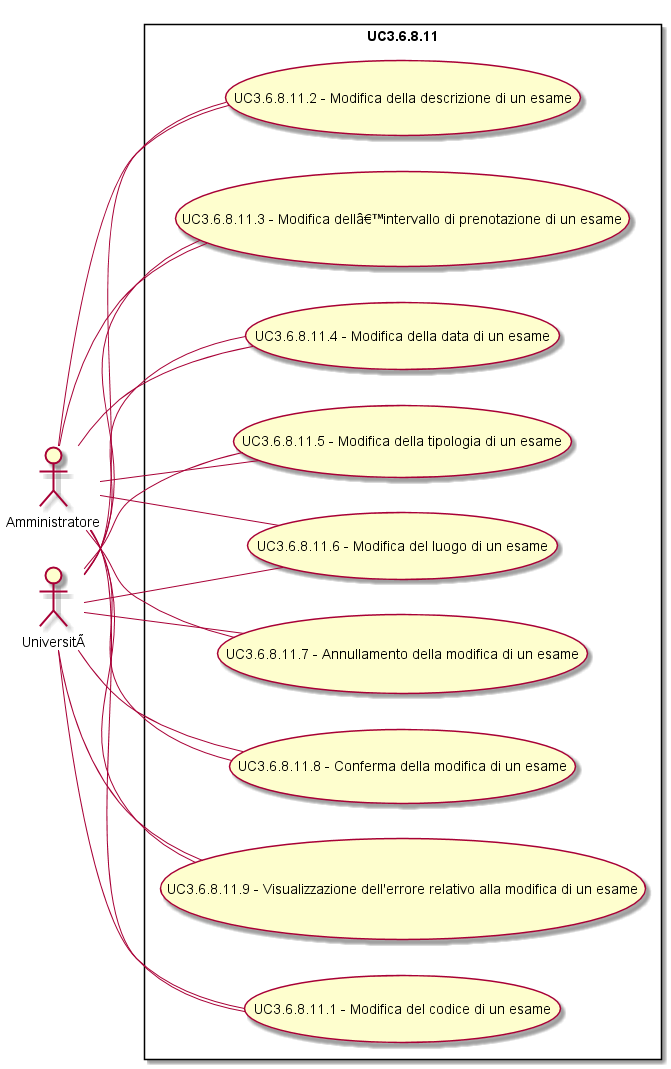 UC3.6.8.11
UC3.6.8.11.2 - Modifica della descrizione di un esame
UC3.6.8.11.3 - Modifica dellâ€™intervallo di prenotazione di un esame
UC3.6.8.11.4 - Modifica della data di un esame
UC3.6.8.11.5 - Modifica della tipologia di un esame
Amministratore
UC3.6.8.11.6 - Modifica del luogo di un esame
UniversitÃ
UC3.6.8.11.7 - Annullamento della modifica di un esame
UC3.6.8.11.8 - Conferma della modifica di un esame
UC3.6.8.11.9 - Visualizzazione dell'errore relativo alla modifica di un esame
UC3.6.8.11.1 - Modifica del codice di un esame